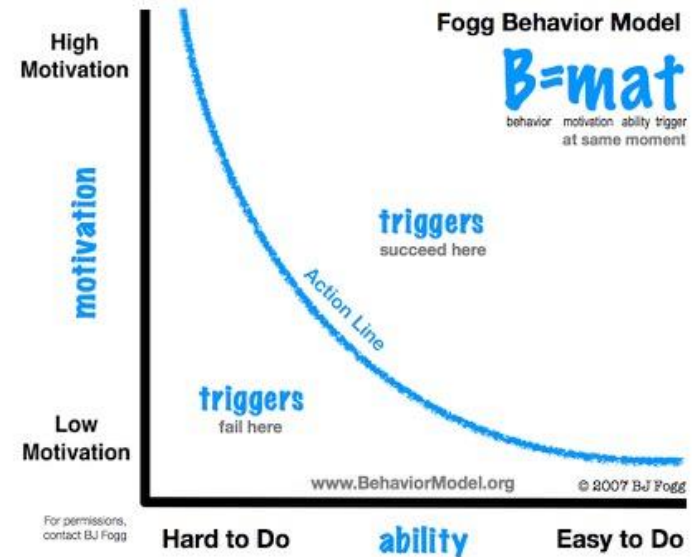 Fogg Behavior Model
B=mat
behavior motivation ability trigger
at same moment
High
Motivation
motivation
triggers
succeed here
Action Line
triggers
fail here
Low
Motivation
www.BehaviorModel.org
© 2007 BJ Fogg
For permissions,
contact BJ Fogg
Hard to Do
ability
Easy to Do